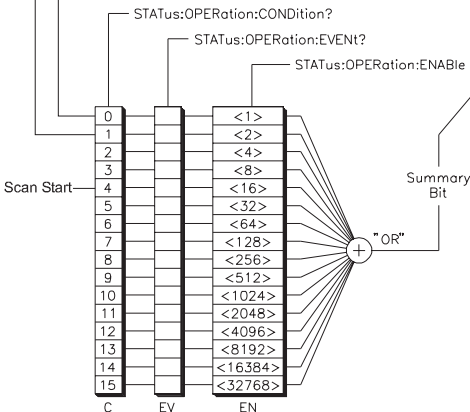 STATus:OPERation:CONDition?
STATus:OPERation:EVENt?
STATus:OPERation:ENABle
0 <1>
1 <2>
2 <4>
3 <8>
Scan Start 4 <16>
5 <32>
6 <64>
7 <128>
8 <256>
9 <512>
10 <1024>
11 <2048>
12 <4096>
13 <8192>
14 <16384>
15 <32768>
C EV EN
"OR"
+
Summary
Bit